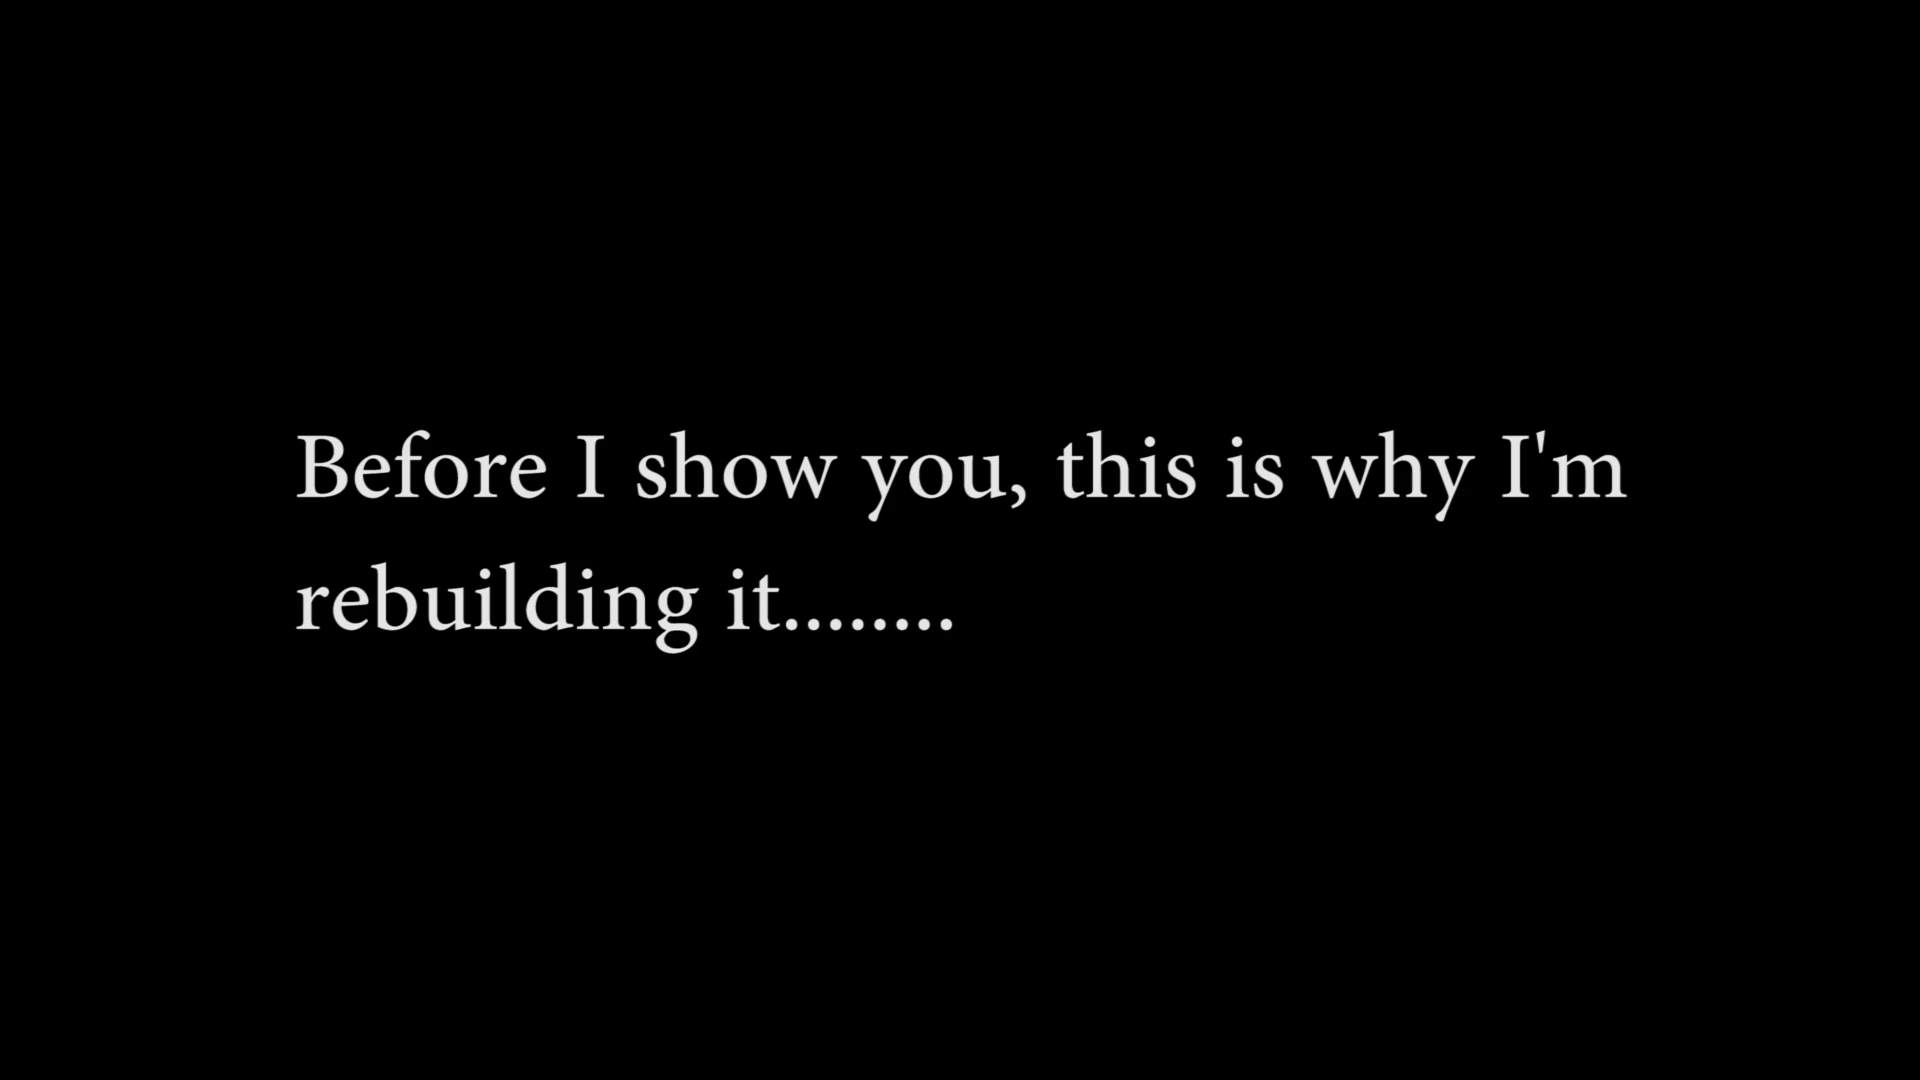 Before I show you, this is why I'm
rebuilding it........